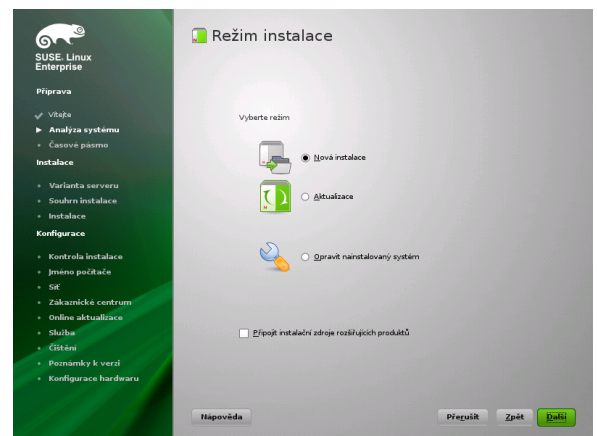 SUSE. Linux
Enterprise
Příprava
Vítejte
Analýza systému
Časové pásmo
Instalace
Varianta serveru
Souhrn instalace
Instalace
Konfigurace
Kontrola instalace
Jméno počítače
Síť
Zákaznické centrum
Online aktualizace
Služba
Čištění
Poznámky k verzi
Konfigurace hardwaru
Režim instalace
Vyberte režim
Nová instalace
Aktualizace
Opravit nainstalovaný systém
Připojit instalační zdroje rozšiřujících produktů
Nápověda
Přerušit
Zpět
Další